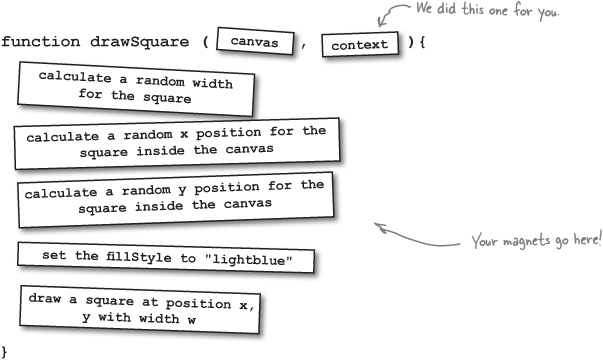 We did this one for you.
function drawSquare ( canvas , context ) {
calculate a random width
for the square
calculate a random x position for the
square inside the canvas
calculate a random y position for the
square inside the canvas
Your magnets go here!
set the fillStyle to "lightblue"
draw a square at position x,
y with width w
}